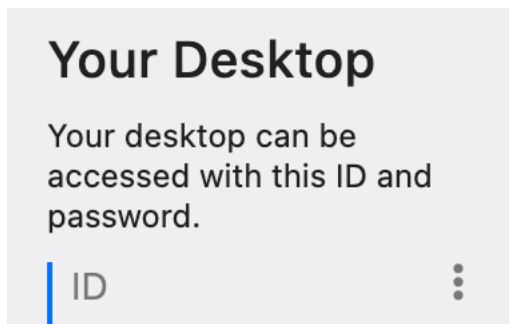 Your Desktop
Your desktop can be
accessed with this ID and
password.
ID